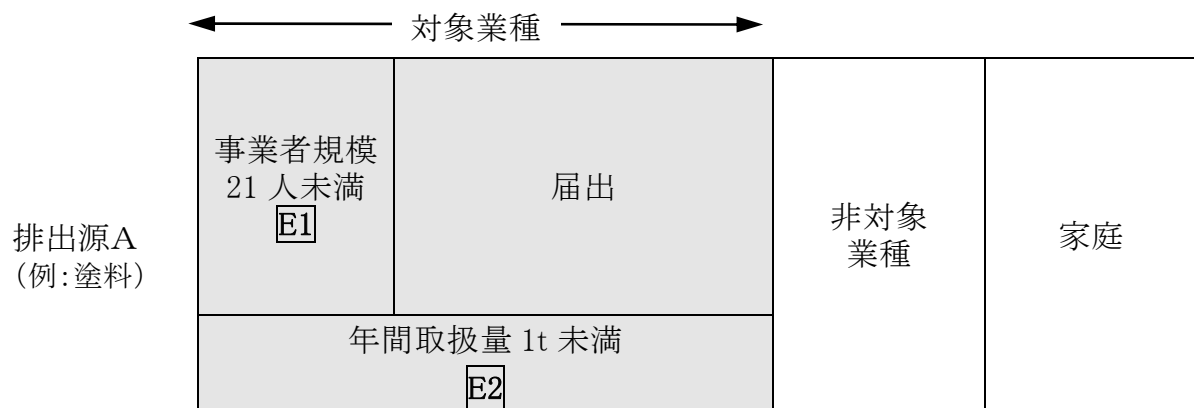 対象業種
事業者規模
21 人未満
E1
届出
非対象
業種
家庭
排出源A
(例:塗料)
年間取扱量 1t 未満
E2